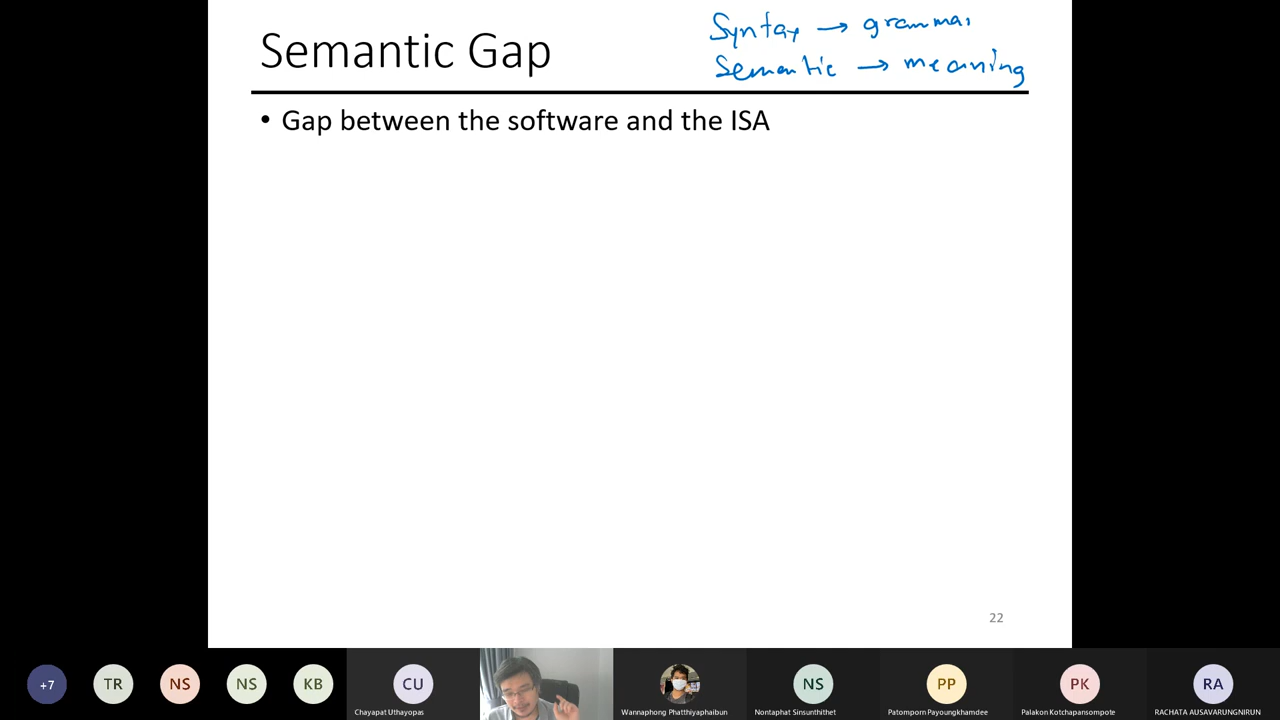 Semantic Gap
Syntax → grammar
Semantic → meaning
• Gap between the software and the ISA
22
+7
TR
NS
NS
KB
CU
NS
PP
PK
RA
Chayapat Uthayopas
Wannaphong Phatthiyaphaibun
Nontaphat Sinsunthithet
Patomporn Payoungkhamdee
Palakon Kotchapansompote
RACHATA AUSAVARUNGNIRUN